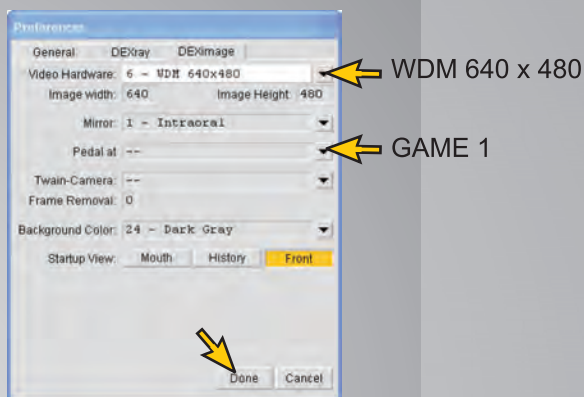 Preferences
General DEXray DEXimage
Video Hardware: 6 - WDM 640x480
WDM 640 x 480
Image width: 640 Image Height: 480
Mirror: 1 - Intraoral
Pedal at --
GAME 1
Twain-Camera: --
Frame Removal: 0
Background Color: 24 - Dark Gray
Startup View: Mouth History Front
Done Cancel